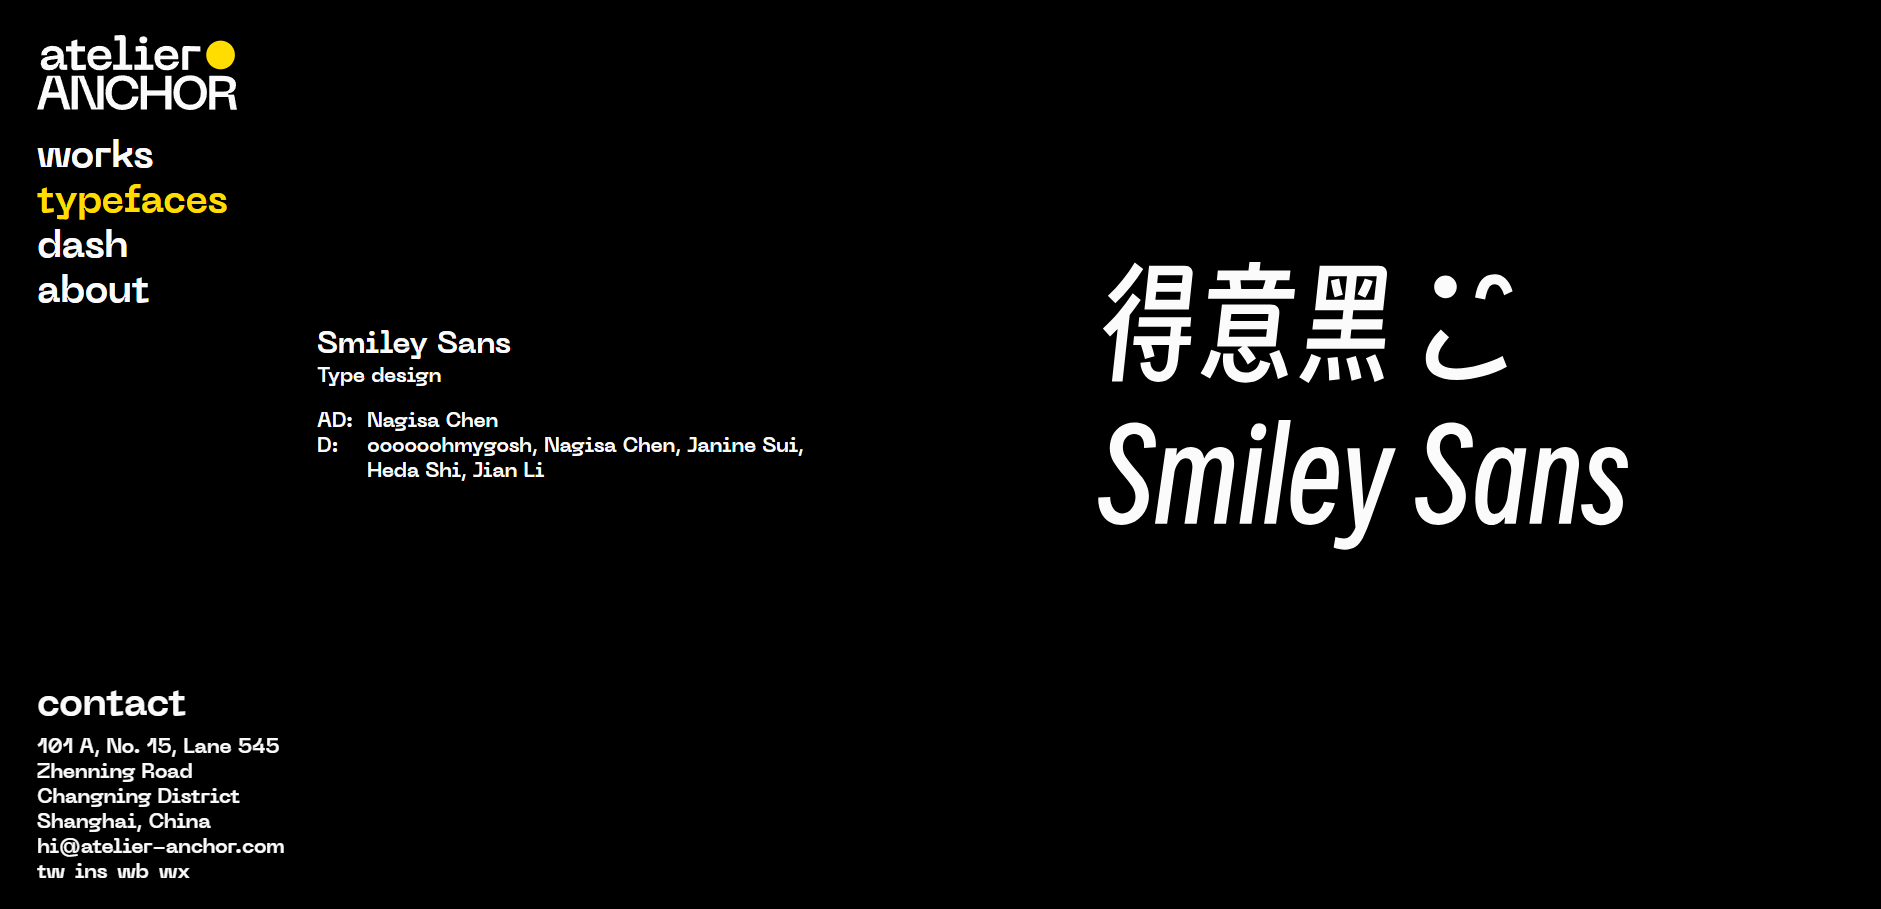 atelier
ANCHOR
works
typefaces
dash
about
Smiley Sans
Type design
AD: Nagisa Chen
D: oooooohmygosh, Nagisa Chen, Janine Sui,
Heda Shi, Jian Li
得意黑
Smiley Sans
contact
101 A, No. 15, Lane 545
Zhenning Road
Changning District
Shanghai, China
hi@atelier-anchor.com
tw ins wb wx